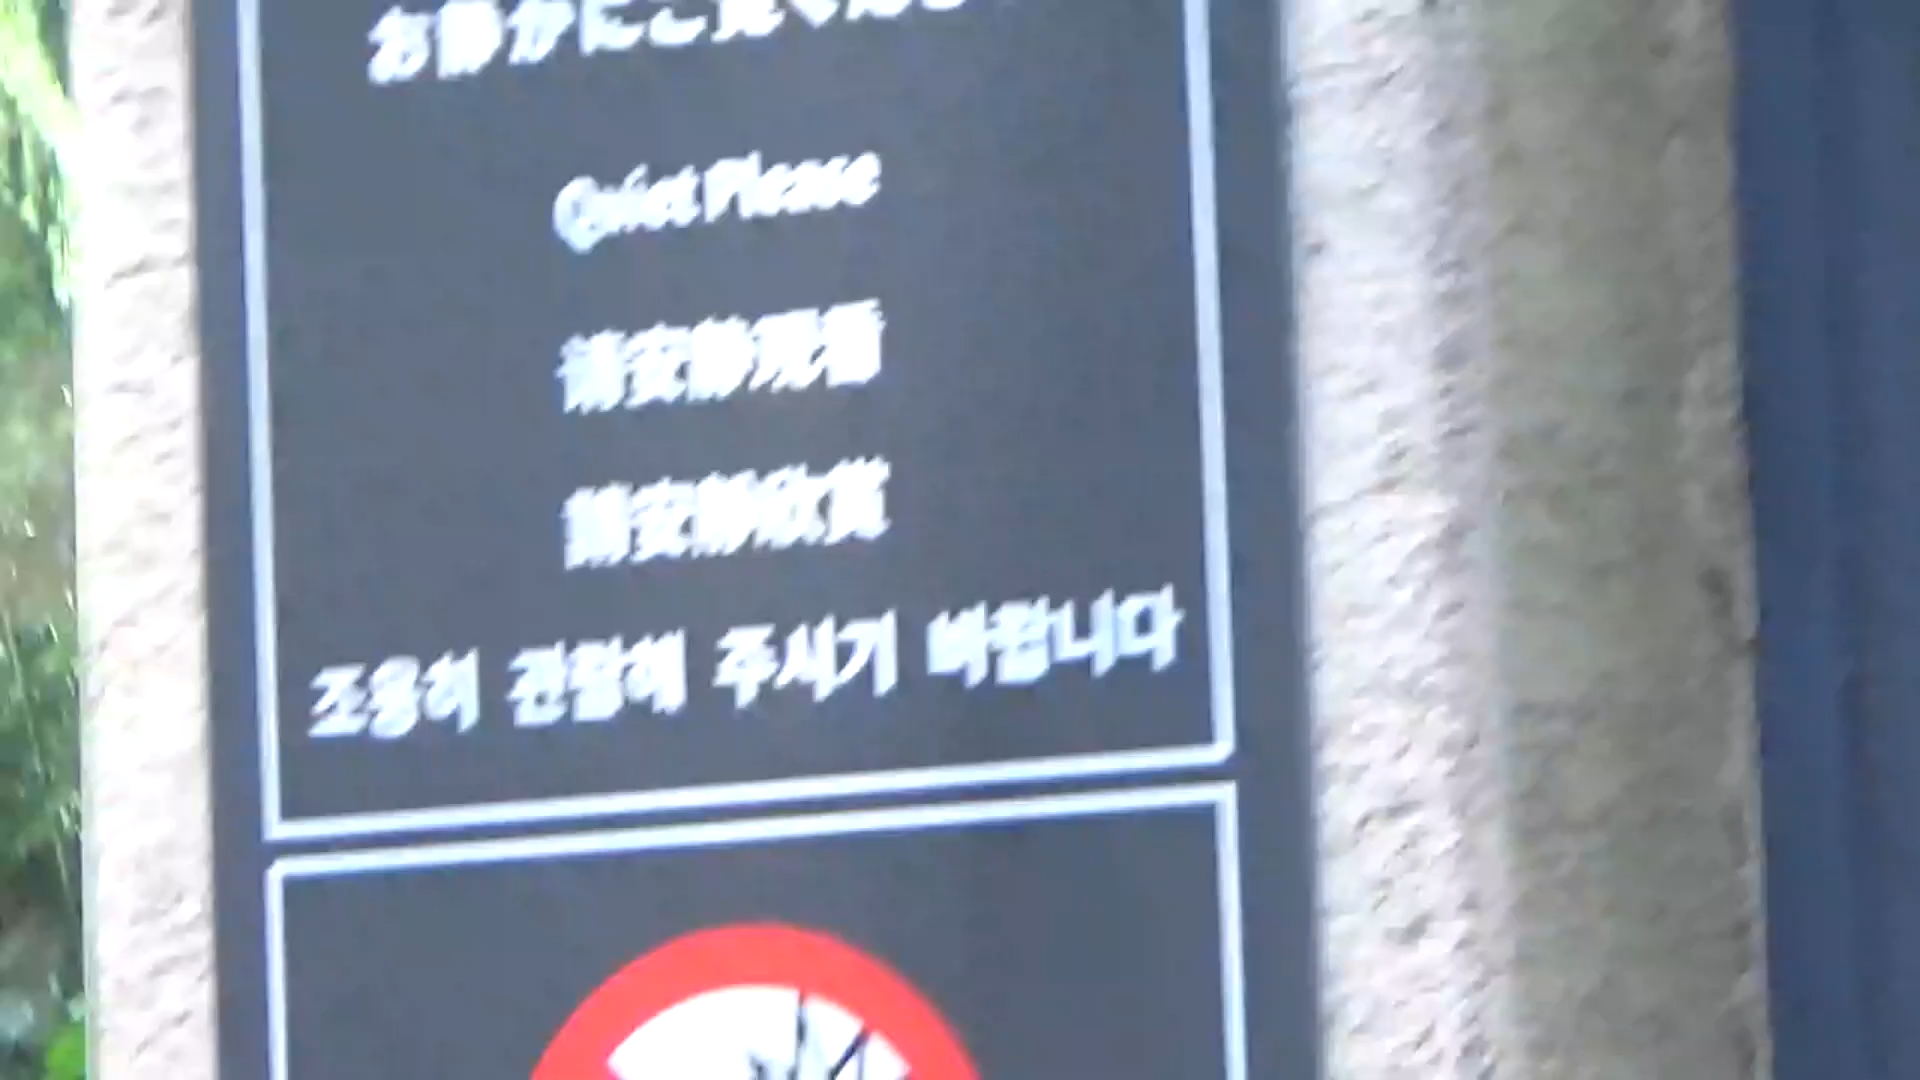 お静かにご覧くださ
Quiet Please
请安静观看
請安靜欣賞
조용히 관람해 주시기 바랍니다